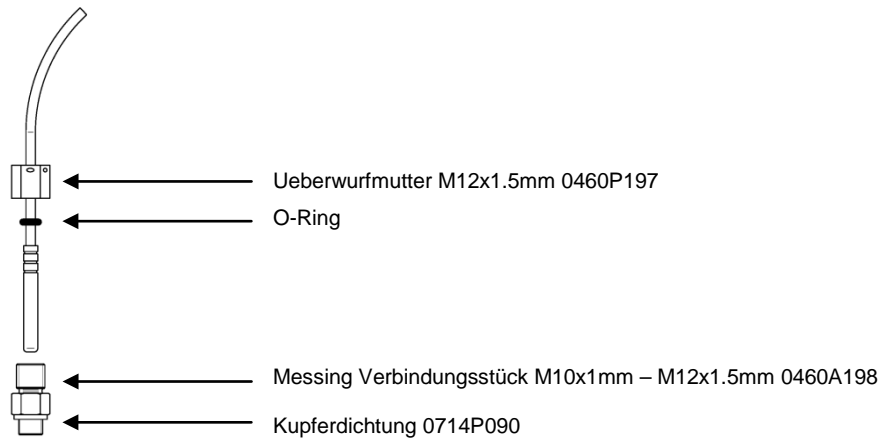 Ueberwurfmutter M12x1.5mm 0460P197
O-Ring
Messing Verbindungsstück M10x1mm – M12x1.5mm 0460A198
Kupferdichtung 0714P090